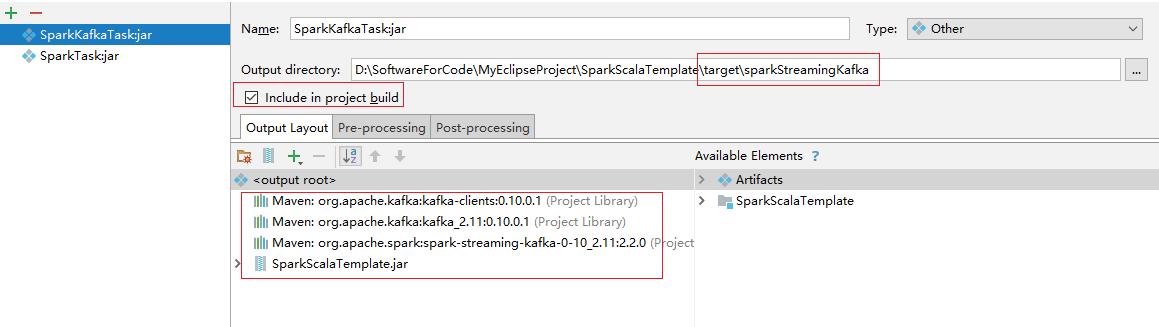 SparkKafkaTask:jar
SparkTask:jar
Name: SparkKafkaTask:jar Type: Other
Output directory: D:\SoftwareForCode\MyEclipseProject\SparkScalaTemplate\target\sparkStreamingKafka ...
Include in project build
Output Layout Pre-processing Post-processing
a z Available Elements ?
<output root> Artifacts
Maven: org.apache.kafka:kafka-clients:0.10.0.1 (Project Library) SparkScalaTemplate
Maven: org.apache.kafka:kafka_2.11:0.10.0.1 (Project Library)
Maven: org.apache.spark:spark-streaming-kafka-0-10_2.11:2.2.0 (Project
SparkScalaTemplate.jar